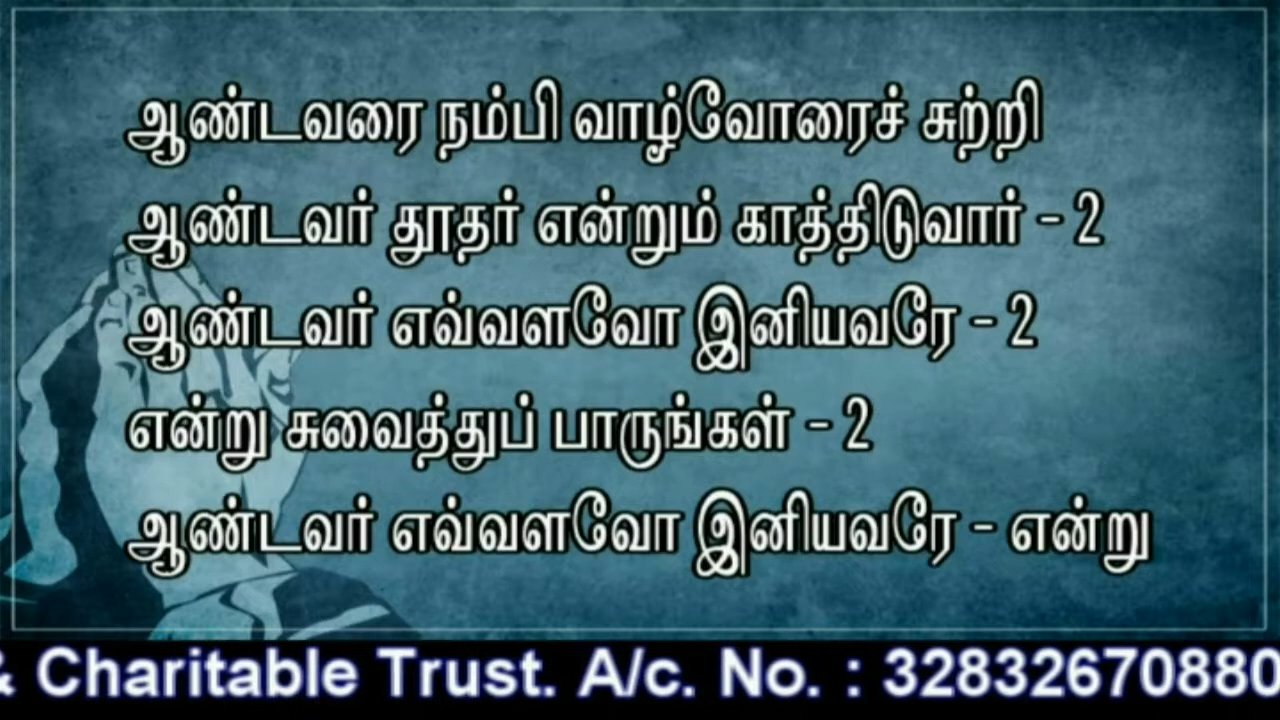 ஆண்டவரை நம்பி வாழ்வோரைச் சுற்றி
ஆண்டவர் தூதர் என்றும் காத்திடுவார் - 2
ஆண்டவர் எவ்வளவோ இனியவரே - 2
என்று சுவைத்துப் பாருங்கள் - 2
ஆண்டவர் எவ்வளவோ இனியவரே - என்று
& Charitable Trust. A/c. No. : 32832670880